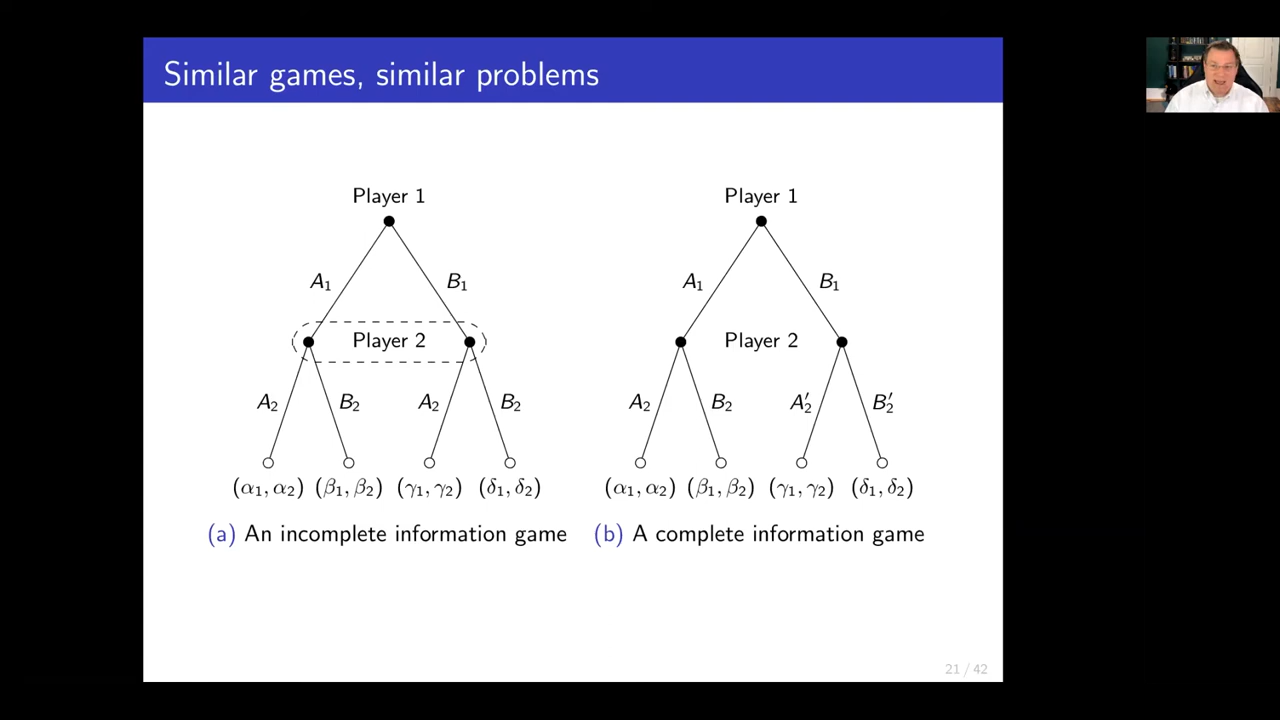 Similar games, similar problems
Player 1
Player 1
A₁
B₁
A₁
B₁
Player 2
Player 2
A₂
B₂
A₂
B₂
A₂
B₂
A′₂
B′₂
(α₁, α₂) (β₁, β₂) (γ₁, γ₂) (δ₁, δ₂)
(α₁, α₂) (β₁, β₂) (γ₁, γ₂) (δ₁, δ₂)
(a) An incomplete information game
(b) A complete information game
21 / 42